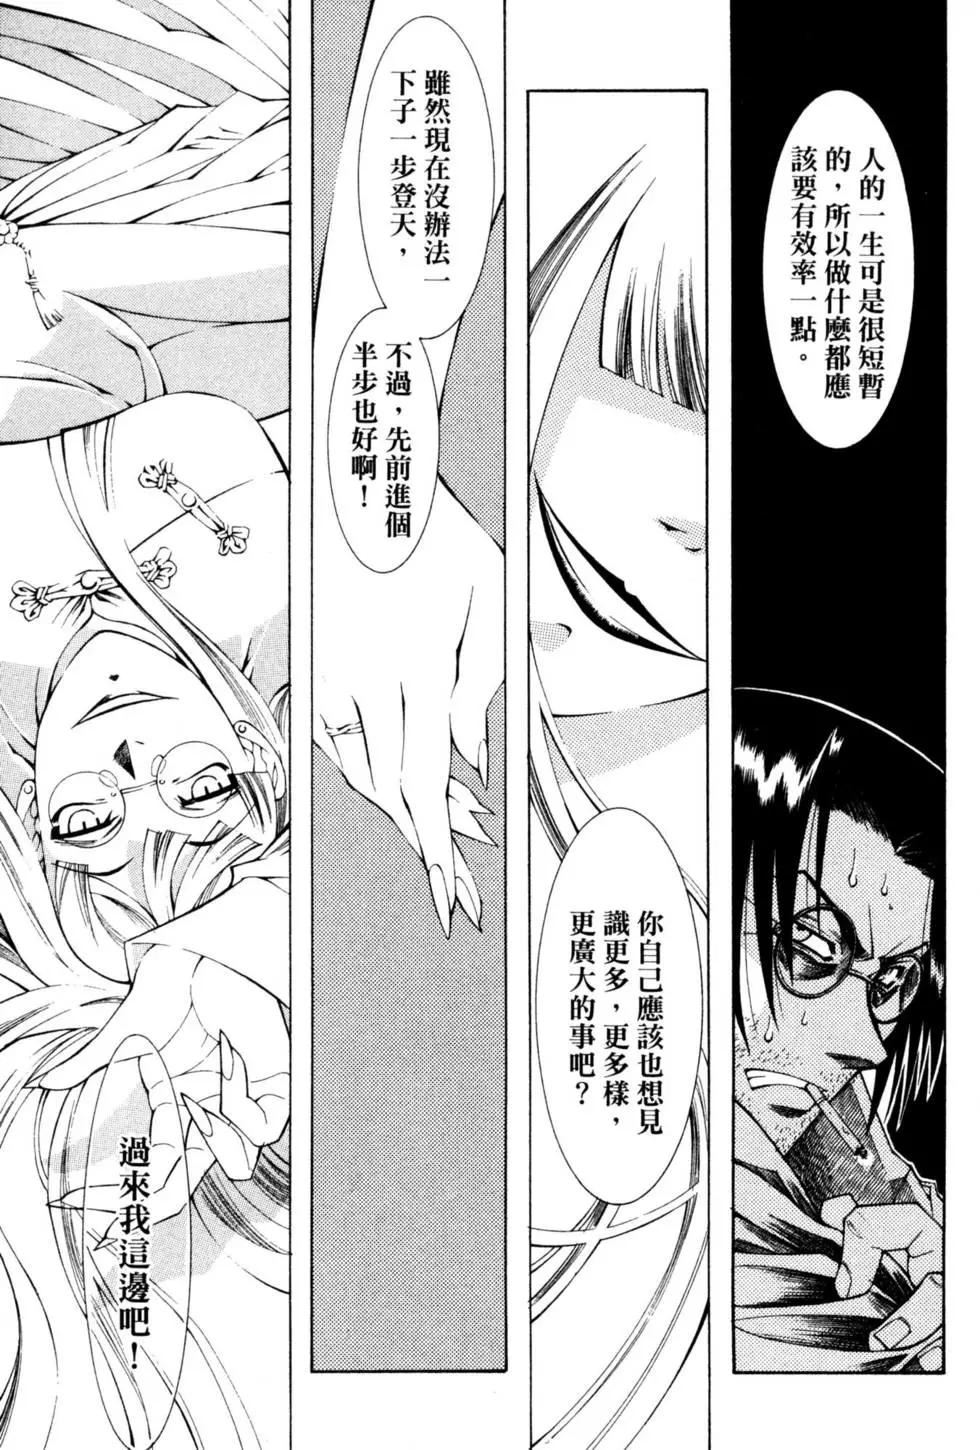 人的一生可是很短暫
的，所以做什麼都應
該要有效率一點。
你自己應該也想見
識更多，更多樣，
更廣大的事吧？
雖然現在沒辦法一
下子一步登天，
不過，先前進個
半步也好啊！
過來我這邊吧！